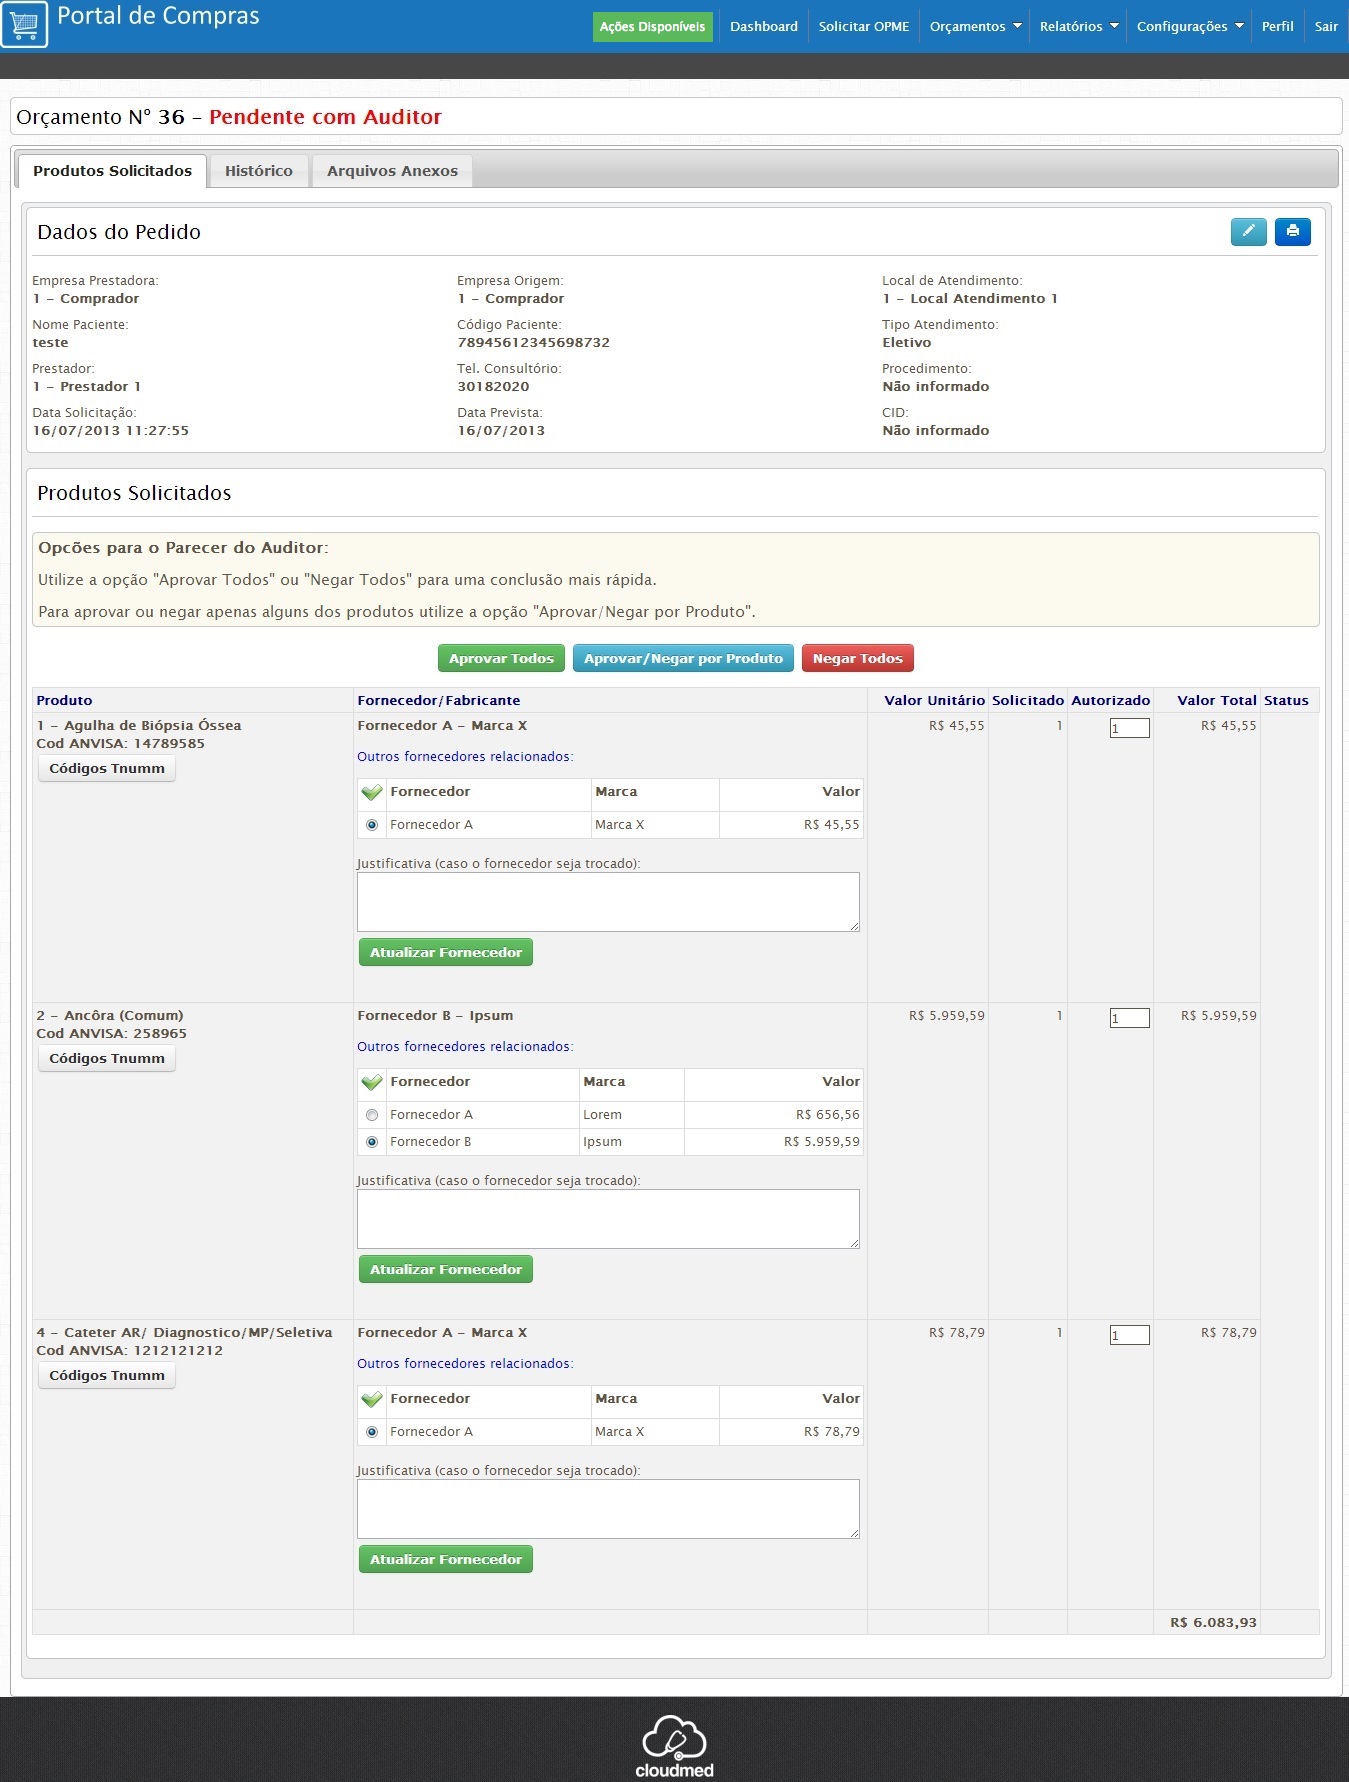 Portal de Compras
Ações Disponíveis Dashboard Solicitar OPME Orçamentos Relatórios Configurações Perfil Sair
Orçamento N° 36 - Pendente com Auditor
Produtos Solicitados Histórico Arquivos Anexos
Dados do Pedido
Empresa Prestadora: Empresa Origem: Local de Atendimento:
1 - Comprador 1 - Comprador 1 - Local Atendimento 1
Nome Paciente: Código Paciente: Tipo Atendimento:
teste 78945612345698732 Eletivo
Prestador: Tel. Consultório: Procedimento:
1 - Prestador 1 30182020 Não informado
Data Solicitação: Data Prevista: CID:
16/07/2013 11:27:55 16/07/2013 Não informado
Produtos Solicitados
Opcões para o Parecer do Auditor:
Utilize a opção "Aprovar Todos" ou "Negar Todos" para uma conclusão mais rápida.
Para aprovar ou negar apenas alguns dos produtos utilize a opção "Aprovar/Negar por Produto".
Aprovar Todos Aprovar/Negar por Produto Negar Todos
Produto Fornecedor/Fabricante Valor Unitário Solicitado Autorizado Valor Total Status
1 - Agulha de Biópsia Óssea Fornecedor A - Marca X R$ 45,55 1 1 R$ 45,55
Cod ANVISA: 14789585
Outros fornecedores relacionados:
Códigos Tnumm
Fornecedor Marca Valor
Fornecedor A Marca X R$ 45,55
Justificativa (caso o fornecedor seja trocado):
Atualizar Fornecedor
2 - Ancôra (Comum) Fornecedor B - Ipsum R$ 5.959,59 1 1 R$ 5.959,59
Cod ANVISA: 258965
Outros fornecedores relacionados:
Códigos Tnumm
Fornecedor Marca Valor
Fornecedor A Lorem R$ 656,56
Fornecedor B Ipsum R$ 5.959,59
Justificativa (caso o fornecedor seja trocado):
Atualizar Fornecedor
4 - Cateter AR/ Diagnostico/MP/Seletiva Fornecedor A - Marca X R$ 78,79 1 1 R$ 78,79
Cod ANVISA: 1212121212
Outros fornecedores relacionados:
Códigos Tnumm
Fornecedor Marca Valor
Fornecedor A Marca X R$ 78,79
Justificativa (caso o fornecedor seja trocado):
Atualizar Fornecedor
R$ 6.083,93
cloudmed